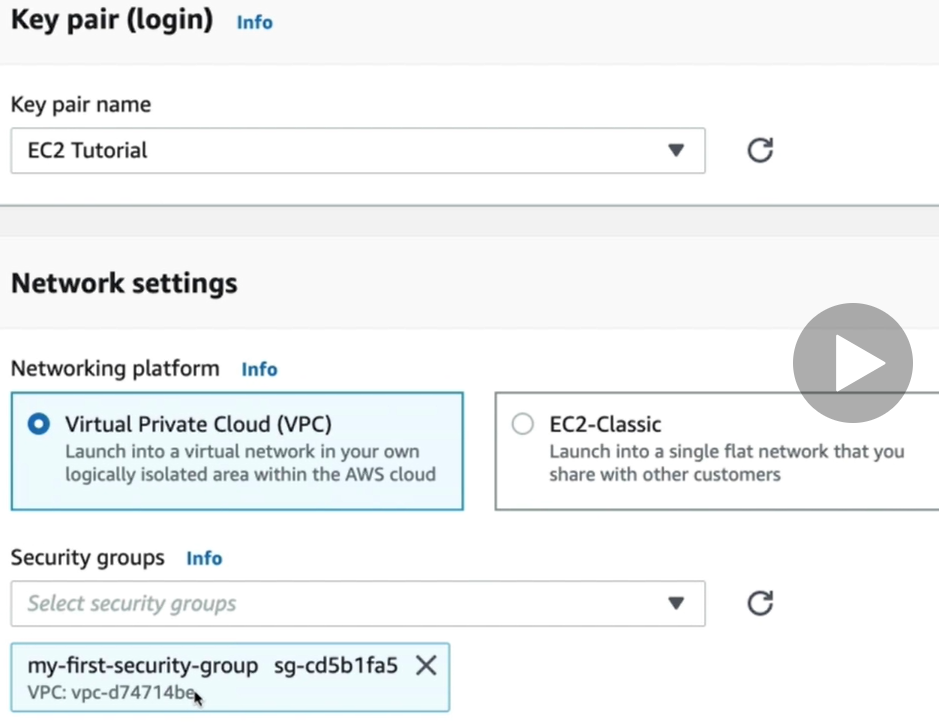 Key pair (login) Info
Key pair name
EC2 Tutorial
Network settings
Networking platform Info
Virtual Private Cloud (VPC)
Launch into a virtual network in your own
logically isolated area within the AWS cloud
EC2-Classic
Launch into a single flat network that you
share with other customers
Security groups Info
Select security groups
my-first-security-group sg-cd5b1fa5
VPC: vpc-d74714be